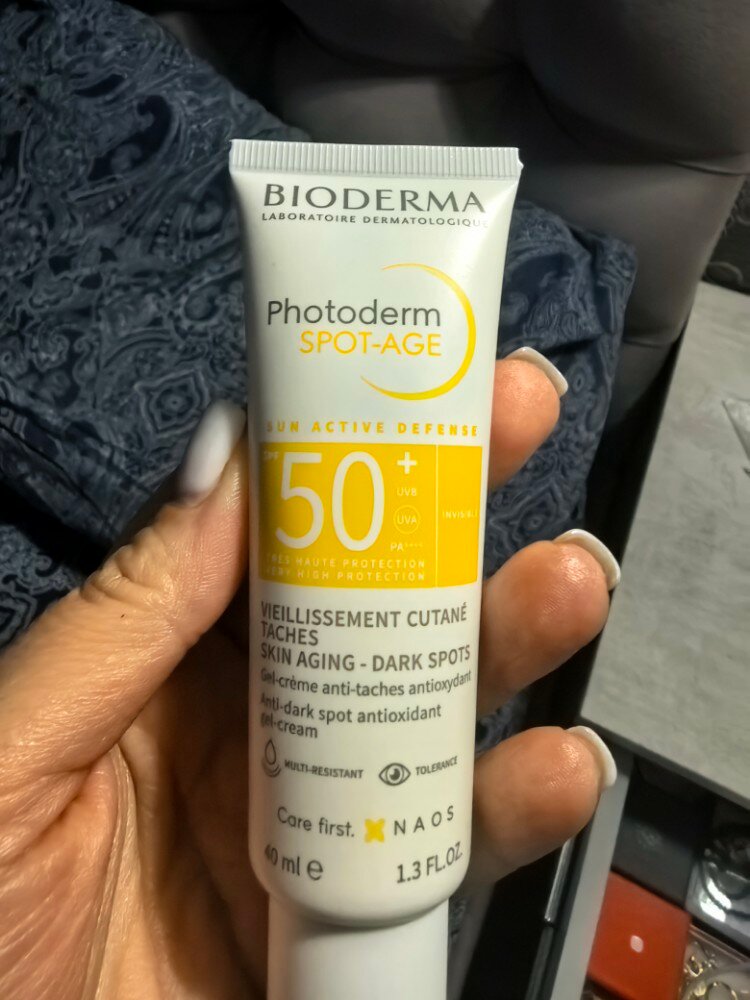 BIODERMA
LABORATOIRE DERMATOLOGIQUE
Photoderm
SPOT-AGE
SUN ACTIVE DEFENSE
SPF
50+
UVB
UVA
PA++++
INVISIBLE
TRÈS HAUTE PROTECTION
VERY HIGH PROTECTION
VIEILLISSEMENT CUTANÉ
TACHES
SKIN AGING - DARK SPOTS
Gel-crème anti-taches antioxydant
Anti-dark spot antioxidant
gel-cream
MULTI-RESISTANT
TOLERANCE
Care first. NAOS
40 ml e 1.3 FL.OZ.